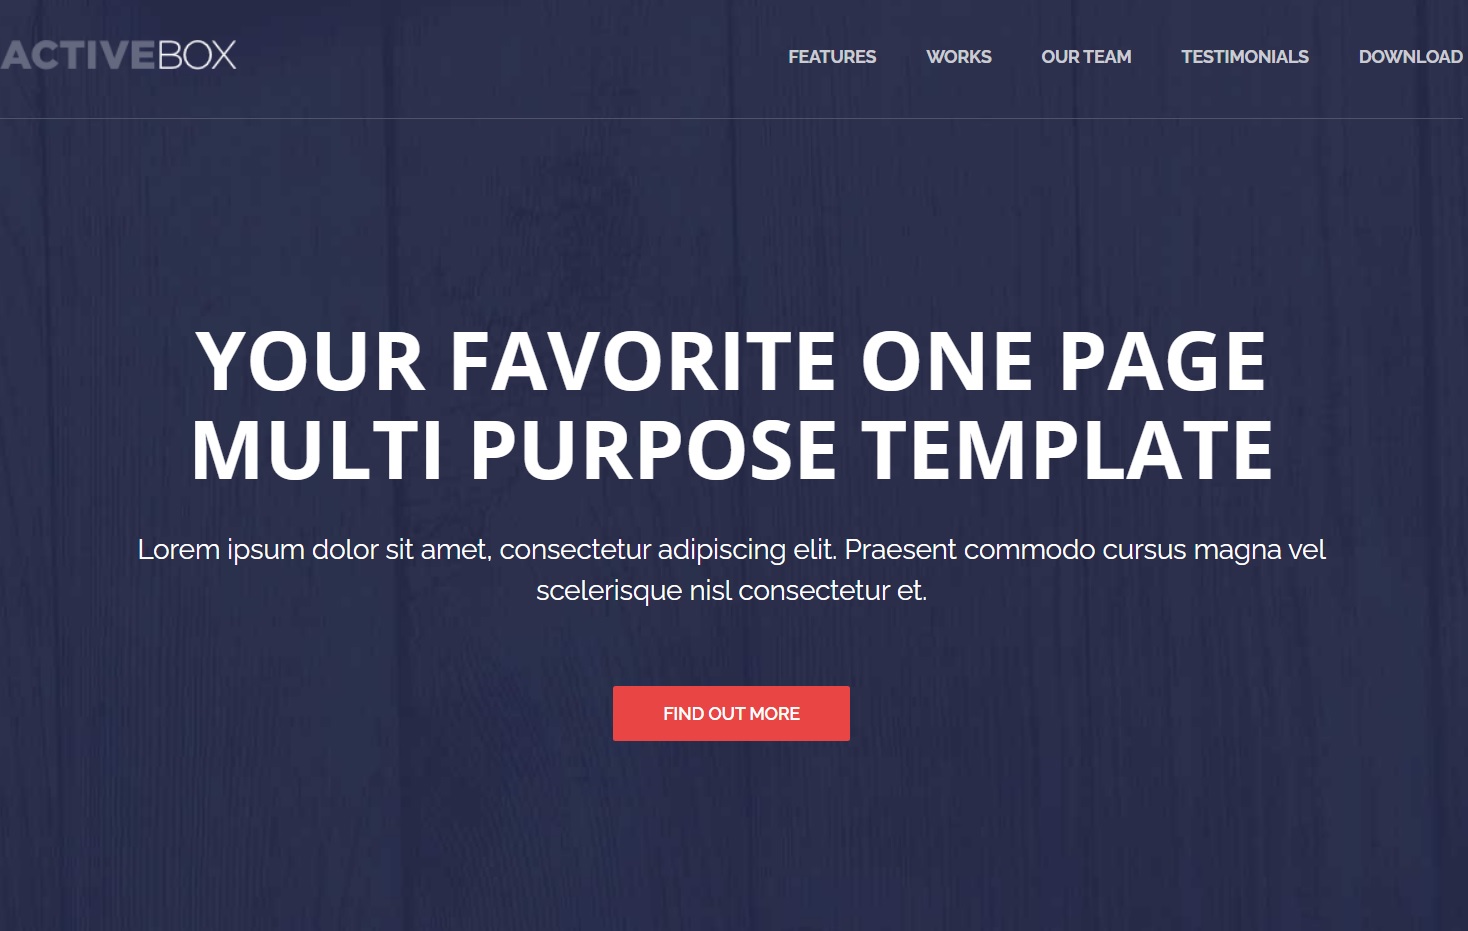 ACTIVEBOX
FEATURES WORKS OUR TEAM TESTIMONIALS DOWNLOAD
YOUR FAVORITE ONE PAGE
MULTI PURPOSE TEMPLATE
Lorem ipsum dolor sit amet, consectetur adipiscing elit. Praesent commodo cursus magna vel
scelerisque nisl consectetur et.
FIND OUT MORE